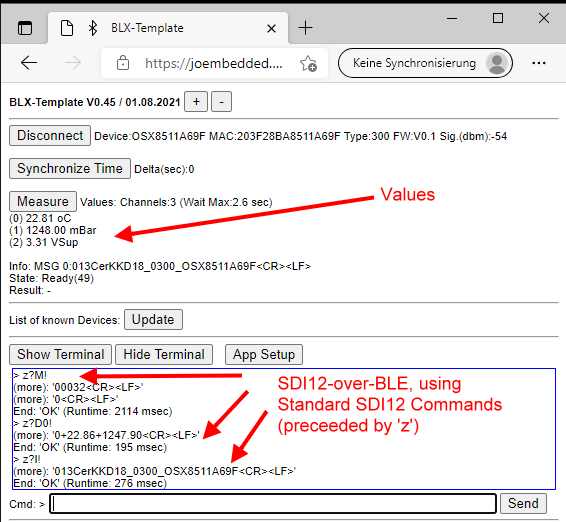 BLX-Template
https://joembedded....
Keine Synchronisierung
BLX-Template V0.45 / 01.08.2021 + -
Disconnect Device:OSX8511A69F MAC:203F28BA8511A69F Type:300 FW:V0.1 Sig.(dbm):-54
Synchronize Time Delta(sec):0
Measure Values: Channels:3 (Wait Max:2.6 sec)
Values
(0) 22.81 oC
(1) 1248.00 mBar
(2) 3.31 VSup
Info: MSG 0:013CerKKD18_0300_OSX8511A69F<CR><LF>
State: Ready(49)
Result: -
List of known Devices: Update
Show Terminal Hide Terminal App Setup
> z?M!
(more): '00032<CR><LF>'
(more): '0<CR><LF>'
End: 'OK' (Runtime: 2114 msec)
> z?D0!
(more): '0+22.86+1247.90<CR><LF>'
End: 'OK' (Runtime: 195 msec)
> z?I!
(more): '013CerKKD18_0300_OSX8511A69F<CR><LF>'
End: 'OK' (Runtime: 276 msec)
SDI12-over-BLE, using
Standard SDI12 Commands
(preceeded by 'z')
Cmd: > Send